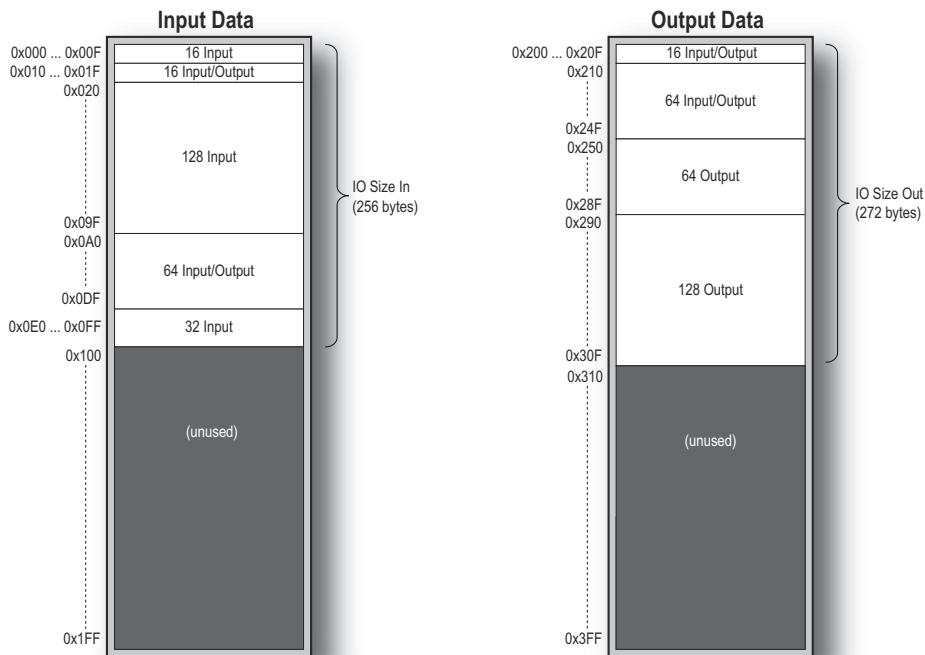 Input Data
0x000 ... 0x00F
16 Input
0x010 ... 0x01F
16 Input/Output
0x020
128 Input
0x09F
0x0A0
64 Input/Output
0x0DF
0x0E0 ... 0x0FF
32 Input
0x100
(unused)
0x1FF
IO Size In
(256 bytes)
Output Data
0x200 ... 0x20F
16 Input/Output
0x210
64 Input/Output
0x24F
0x250
64 Output
0x28F
0x290
128 Output
0x30F
0x310
(unused)
0x3FF
IO Size Out
(272 bytes)